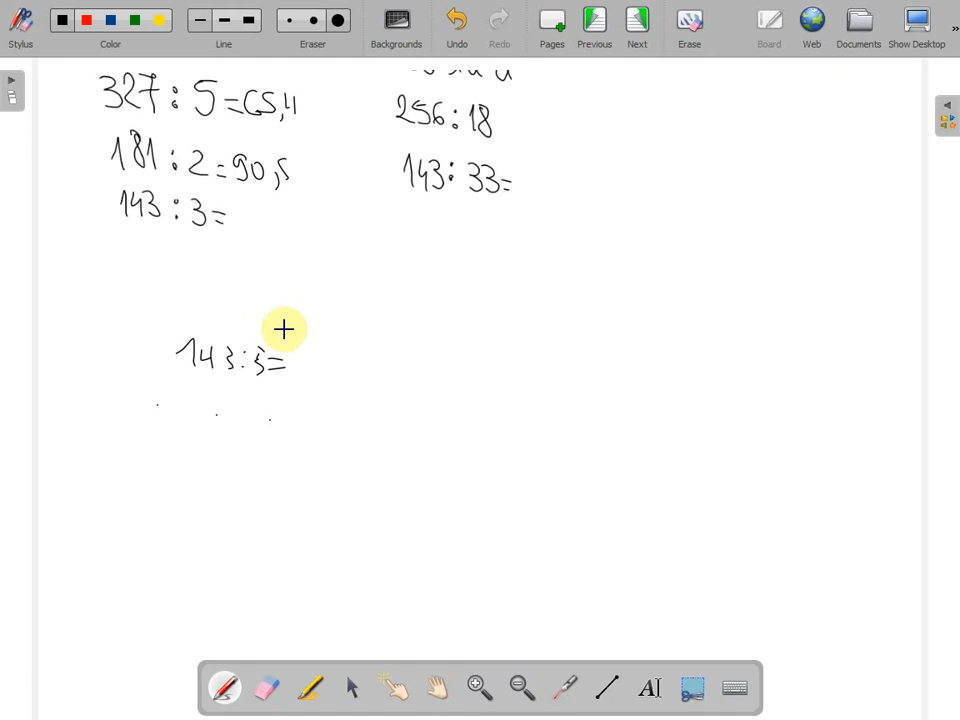 Stylus
Color
Line
Eraser
Backgrounds
Undo
Redo
Pages
Previous
Next
Erase
Board
Web
Documents
Show Desktop
»
327 : 5 = 65,4
181 : 2 = 90,5
143 : 3 =
256 : 18
143 : 33 =
143 : 3 =
AI